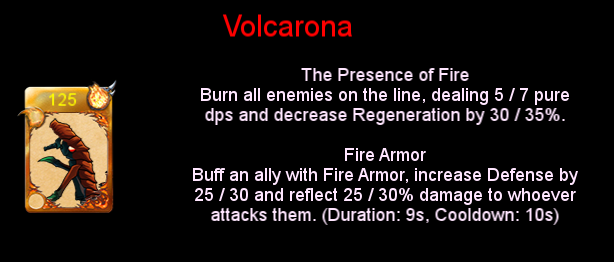 Volcarona
The Presence of Fire
Burn all enemies on the line, dealing 5 / 7 pure
dps and decrease Regeneration by 30 / 35%.
125
Fire Armor
Buff an ally with Fire Armor, increase Defense by
25 / 30 and reflect 25 / 30% damage to whoever
attacks them. (Duration: 9s, Cooldown: 10s)